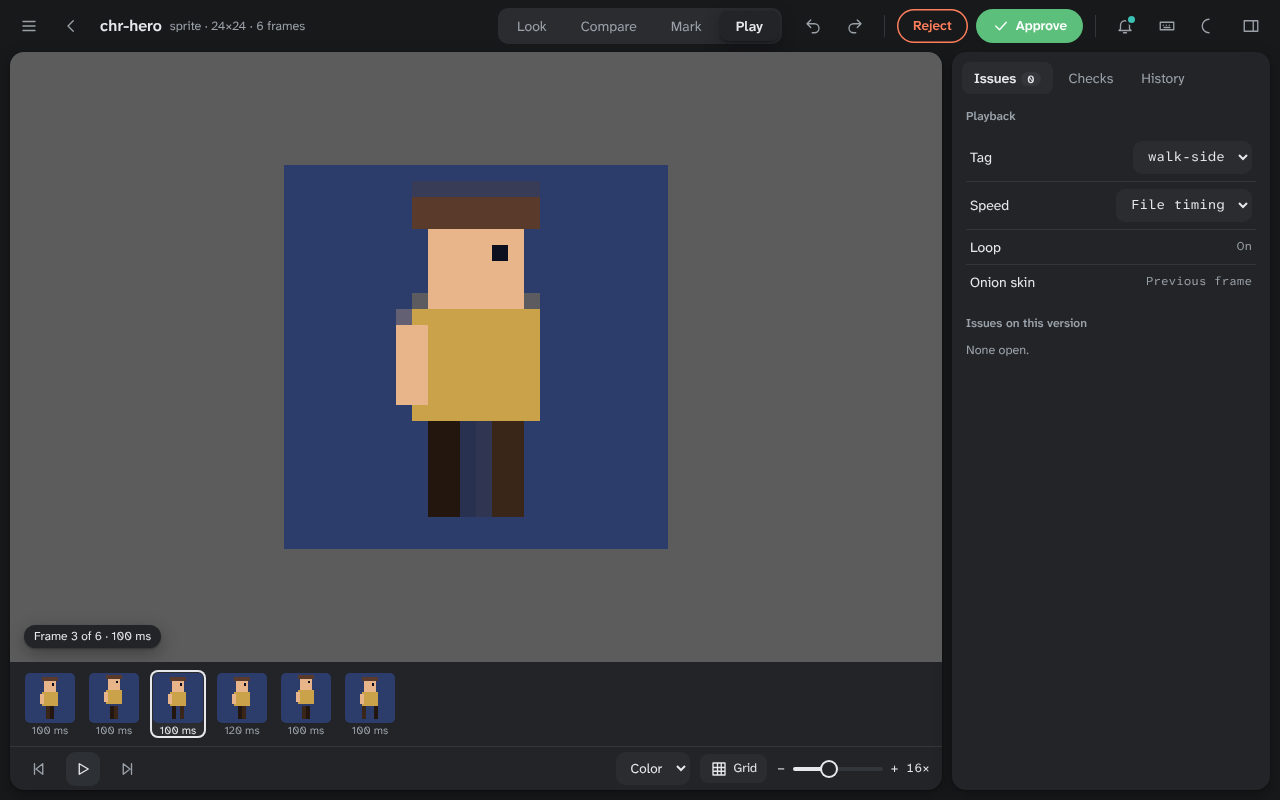 chr-hero sprite · 24×24 · 6 frames Look Compare Mark Play Reject Approve
Issues 0 Checks History
Playback
Tag walk-side
Speed File timing
Loop On
Onion skin Previous frame
Issues on this version
None open.
Frame 3 of 6 · 100 ms
100 ms 100 ms 100 ms 120 ms 100 ms 100 ms
Color Grid − + 16×